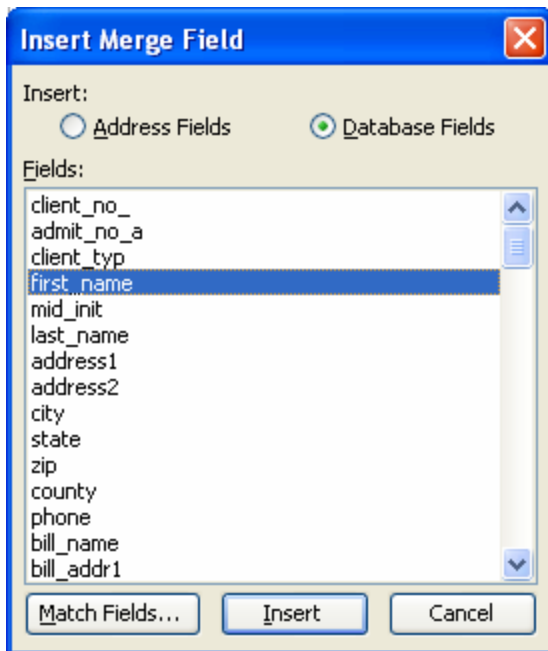 Insert Merge Field
Insert:
Address Fields Database Fields
Fields:
client_no_
admit_no_a
client_typ
first_name
mid_init
last_name
address1
address2
city
state
zip
county
phone
bill_name
bill_addr1
Match Fields... Insert Cancel